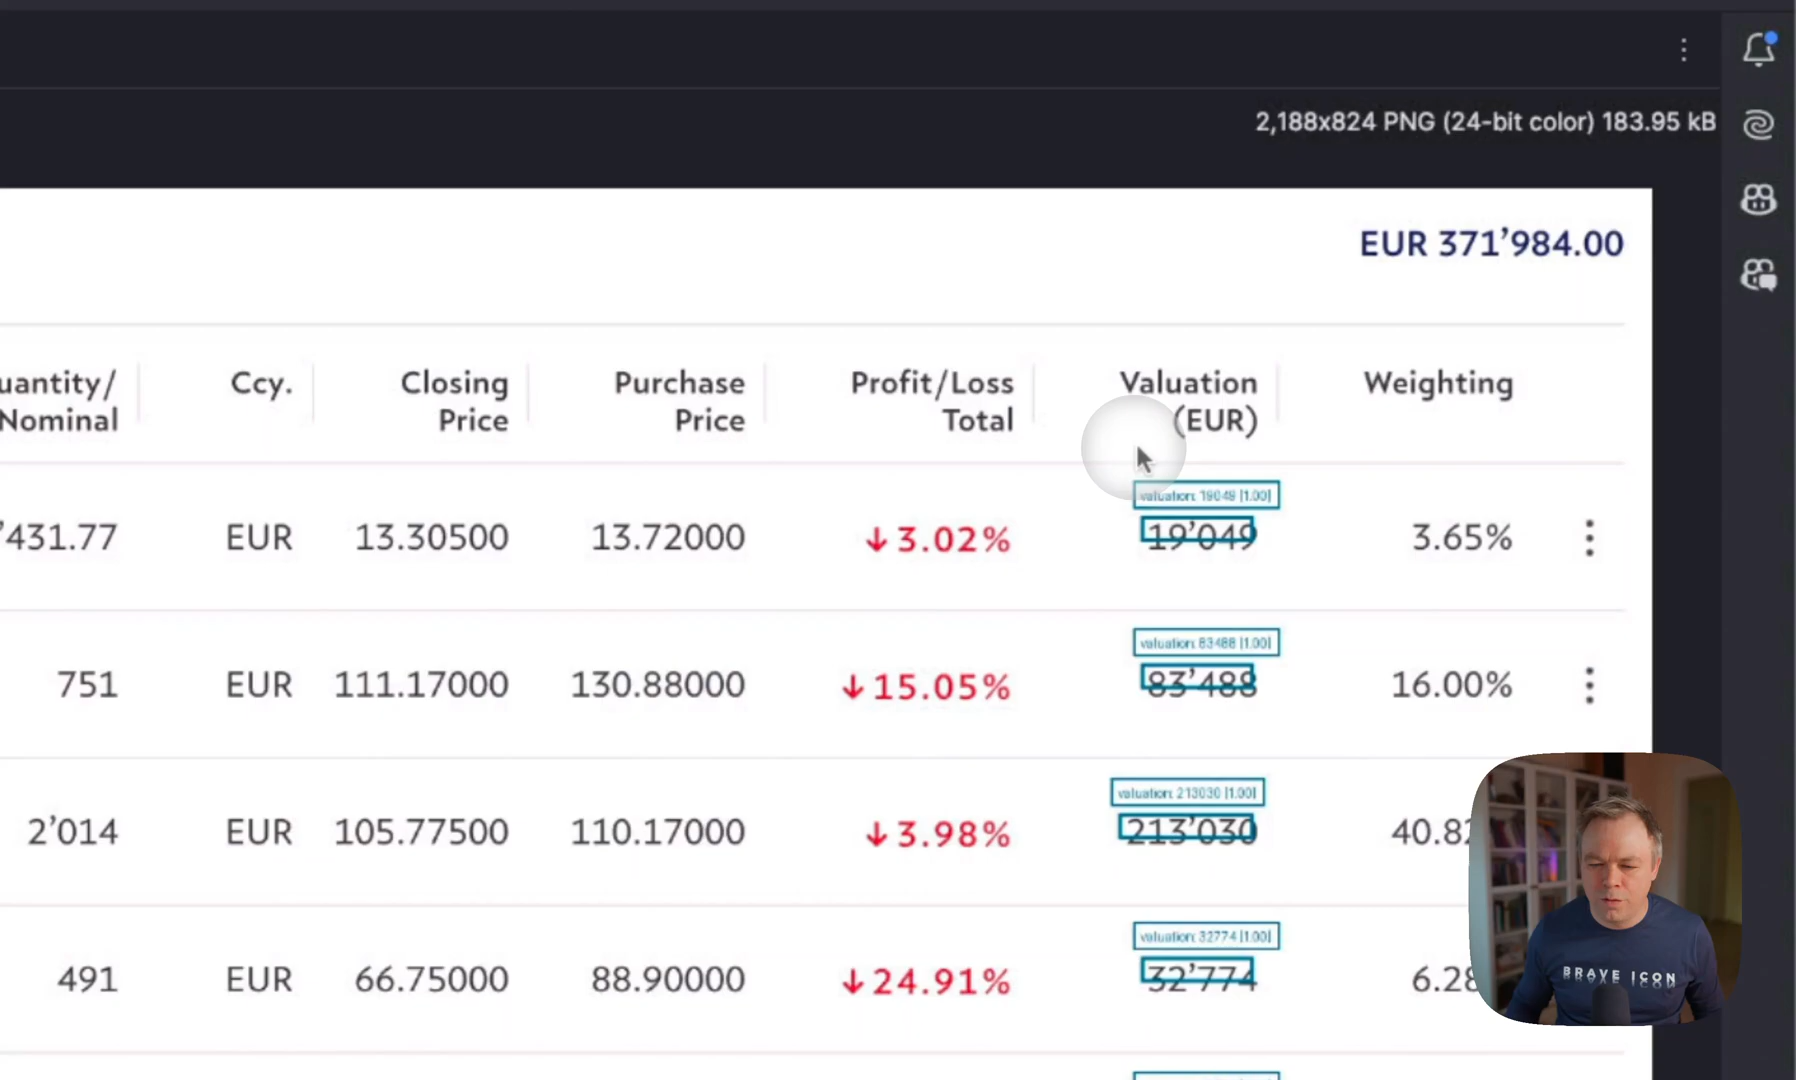 2,188x824 PNG (24-bit color) 183.95 kB
EUR 371’984.00
uantity/ Nominal Ccy. Closing Price Purchase Price Profit/Loss Total Valuation (EUR) Weighting
valuation: 19049 [1.00]
’431.77 EUR 13.30500 13.72000 ↓3.02% 19’049 3.65%
valuation: 83488 [1.00]
751 EUR 111.17000 130.88000 ↓15.05% 83’488 16.00%
valuation: 213030 [1.00]
2’014 EUR 105.77500 110.17000 ↓3.98% 213’030 40.82
valuation: 32774 [1.00]
491 EUR 66.75000 88.90000 ↓24.91% 32’774 6.28
BRAVE ICON